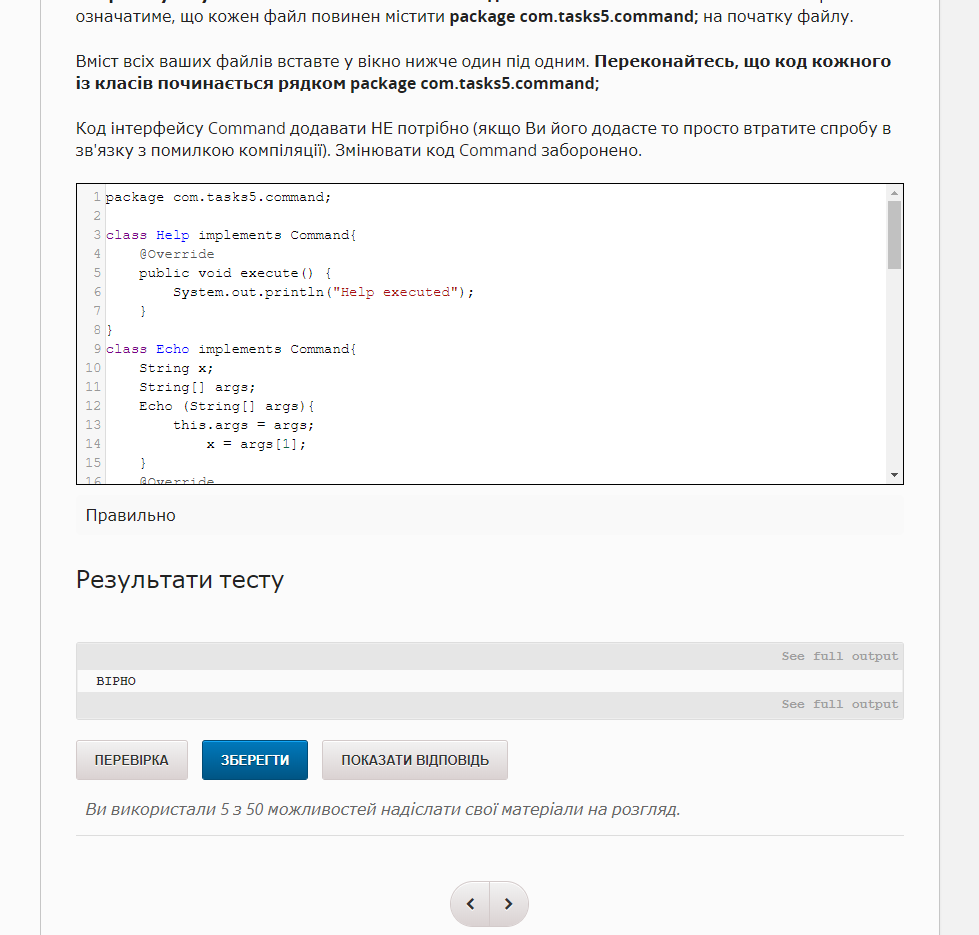 означатиме, що кожен файл повинен містити package com.tasks5.command; на початку файлу.
Вміст всіх ваших файлів вставте у вікно нижче один під одним. Переконайтесь, що код кожного
із класів починається рядком package com.tasks5.command;
Код інтерфейсу Command додавати НЕ потрібно (якщо Ви його додасте то просто втратите спробу в
зв'язку з помилкою компіляції). Змінювати код Command заборонено.
1 package com.tasks5.command;
2
3 class Help implements Command{
4 @Override
5 public void execute() {
6 System.out.println("Help executed");
7 }
8 }
9 class Echo implements Command{
10 String x;
11 String[] args;
12 Echo (String[] args){
13 this.args = args;
14 x = args[1];
15 }
16 @Override
Правильно
Результати тесту
See full output
ВІРНО
See full output
ПЕРЕВІРКА ЗБЕРЕГТИ ПОКАЗАТИ ВІДПОВІДЬ
Ви використали 5 з 50 можливостей надіслати свої матеріали на розгляд.